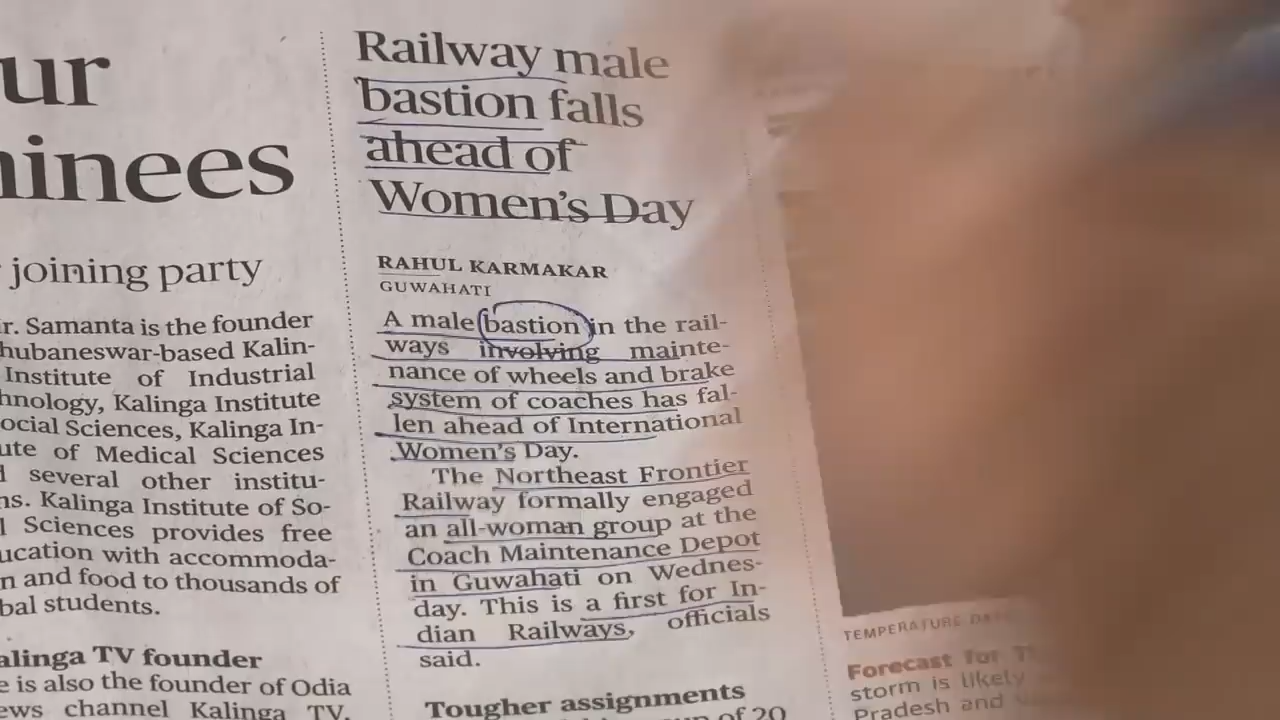 ur
ninees
joining party
r. Samanta is the founder
hubaneswar-based Kalin-
Institute of Industrial
hnology, Kalinga Institute
ocial Sciences, Kalinga In-
ute of Medical Sciences
d several other institu-
ns. Kalinga Institute of So-
l Sciences provides free
ucation with accommoda-
n and food to thousands of
bal students.
alinga TV founder
e is also the founder of Odia
ews channel Kalinga TV.
Railway male
bastion falls
ahead of
Women's Day
RAHUL KARMAKAR
GUWAHATI
A male bastion in the rail-
ways involving mainte-
nance of wheels and brake
system of coaches has fal-
len ahead of International
Women's Day.
The Northeast Frontier
Railway formally engaged
an all-woman group at the
Coach Maintenance Depot
in Guwahati on Wednes-
day. This is a first for In-
dian Railways, officials
said.
Tougher assignments
of 20
TEMPERATURE
Forecast for
storm is likely
Pradesh and